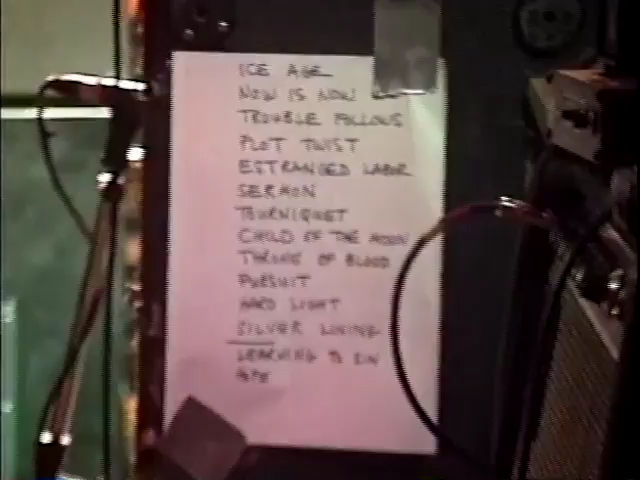 ICE AGE
NOW IS NOW
TROUBLE FOLLOWS
PLOT TWIST
ESTRANGED LABOR
SERMON
TOURNIQUET
CHILD OF THE MOON
THRONE OF BLOOD
PURSUIT
HARD LIGHT
SILVER LINING
LEARNING TO SIN